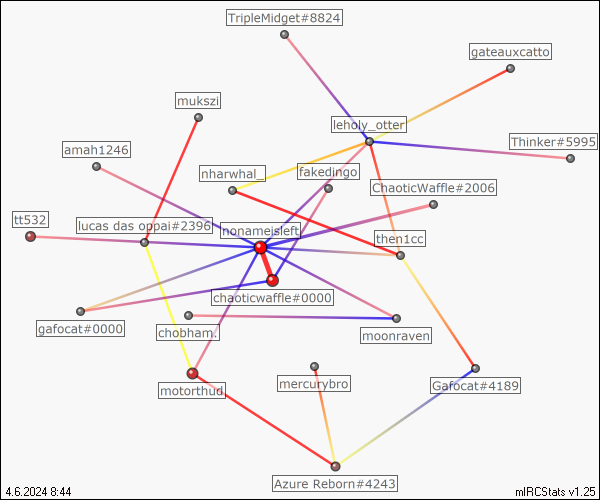 TripleMidget#8824
gateauxcatto
mukszi
leholy_otter
Thinker#5995
amah1246
nharwhal_
fakedingo
ChaoticWaffle#2006
tt532
lucas das oppai#2396
nonameisleft
then1cc
chaoticwaffle#0000
gafocat#0000
chobham.
moonraven
motorthud
mercurybro
Gafocat#4189
Azure Reborn#4243
4.6.2024 8:44
mIRCStats v1.25